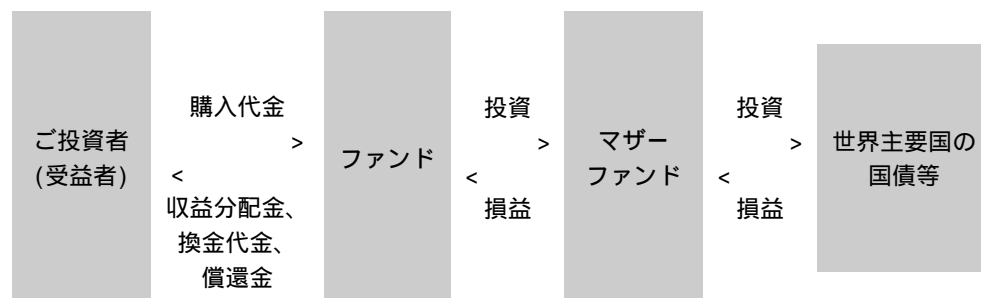 ご投資者
(受益者)
購入代金
>
<
収益分配金、
換金代金、
償還金
ファンド
投資
>
<
損益
マザー
ファンド
投資
>
<
損益
世界主要国の
国債等